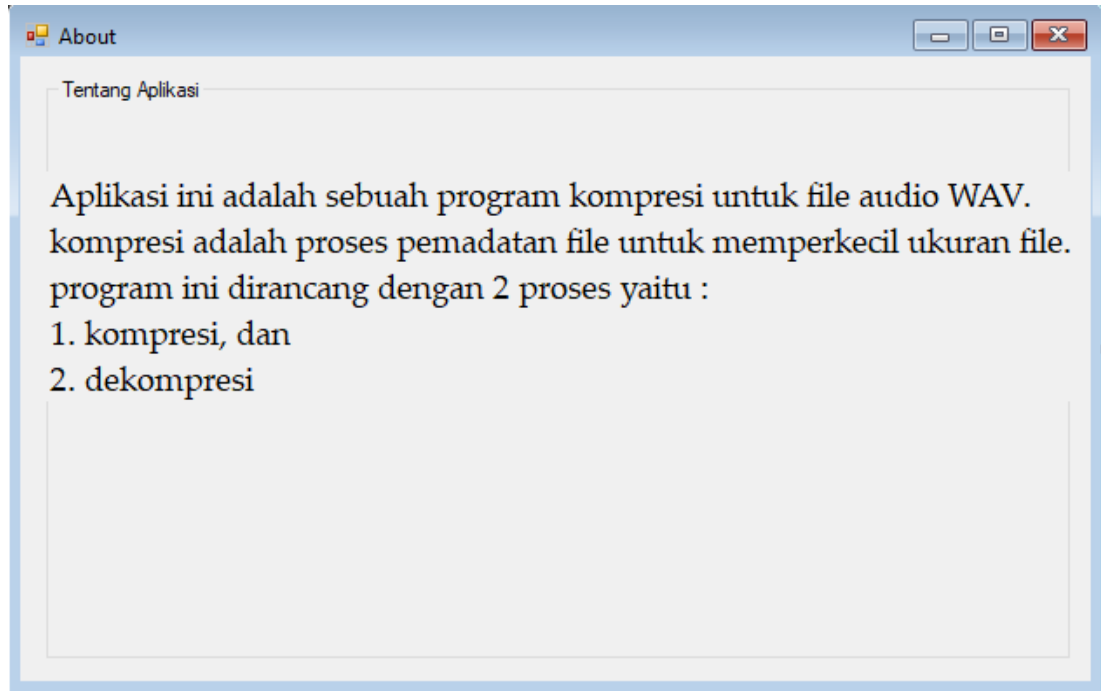 About
Tentang Aplikasi
Aplikasi ini adalah sebuah program kompresi untuk file audio WAV.
kompresi adalah proses pemadatan file untuk memperkecil ukuran file.
program ini dirancang dengan 2 proses yaitu :
1. kompresi, dan
2. dekompresi